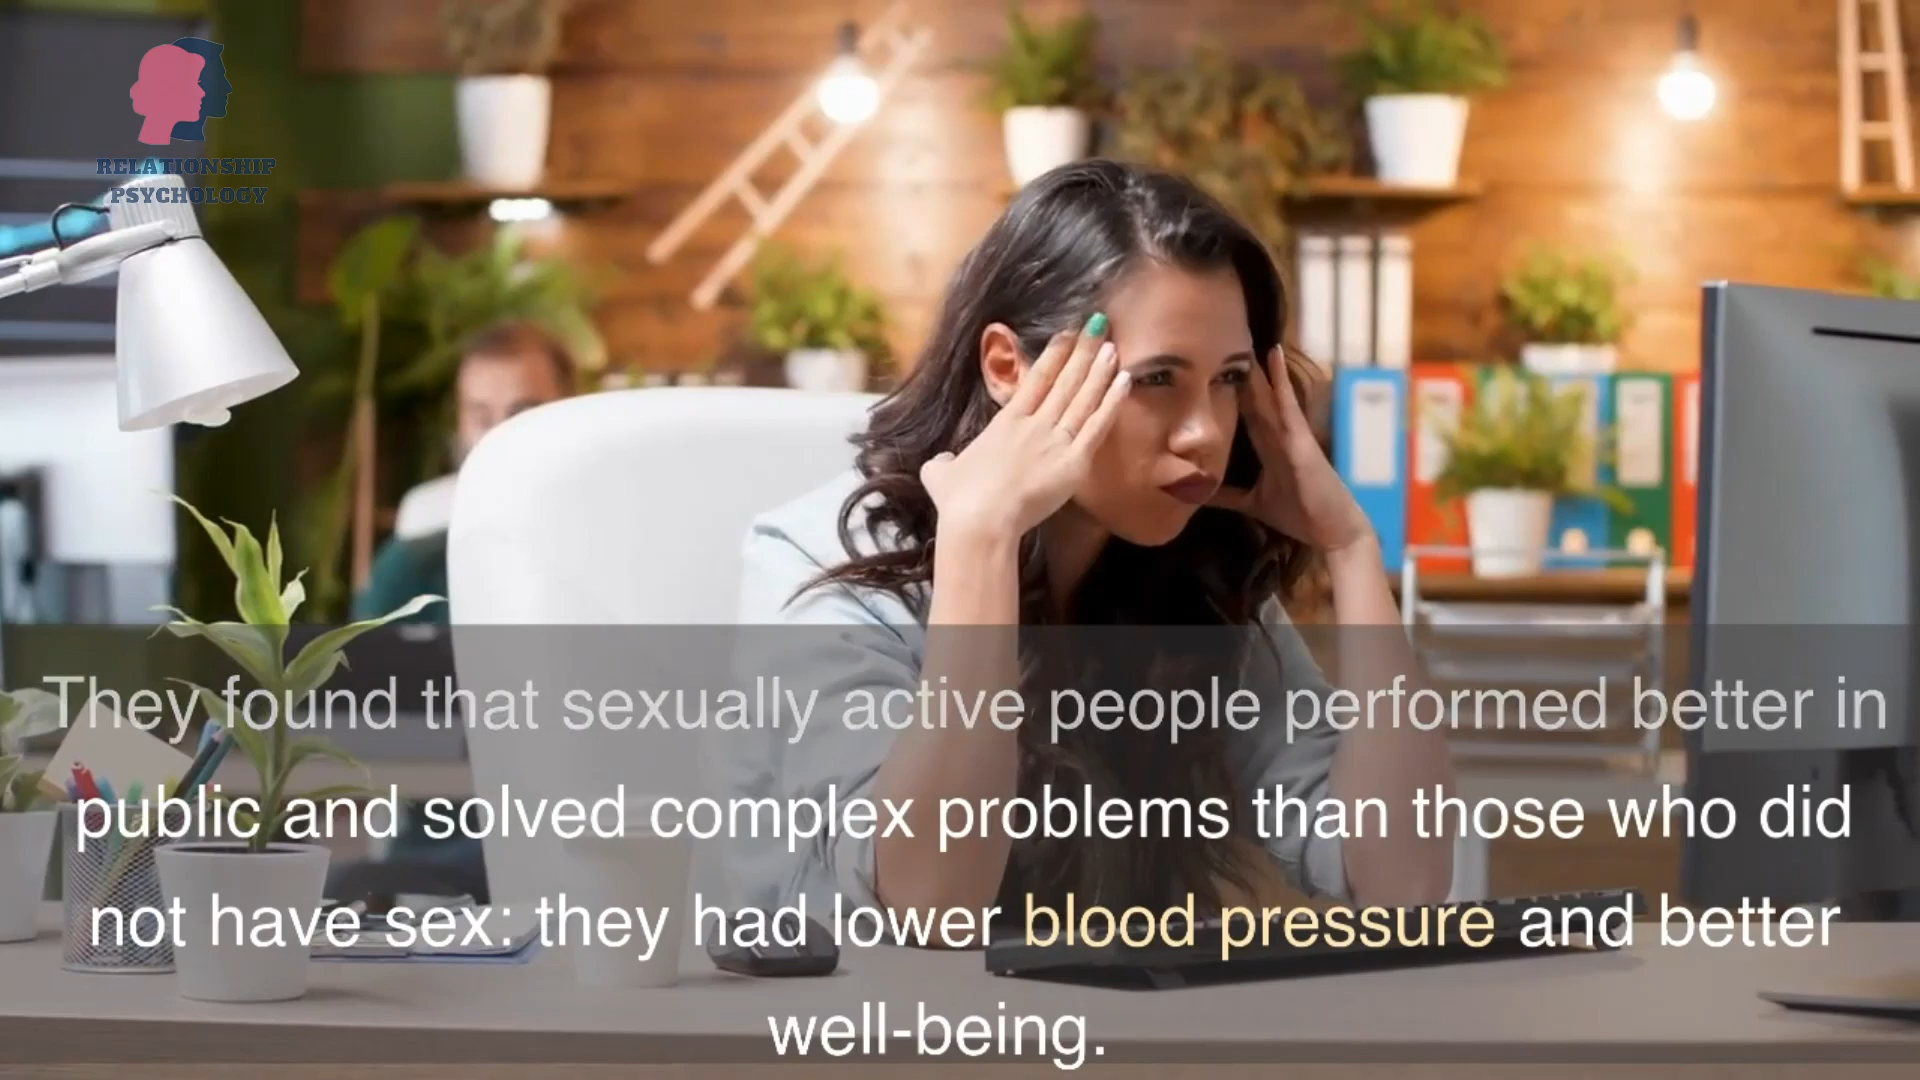 RELATIONSHIP
PSYCHOLOGY
They found that sexually active people performed better in
public and solved complex problems than those who did
not have sex: they had lower blood pressure and better
well-being.